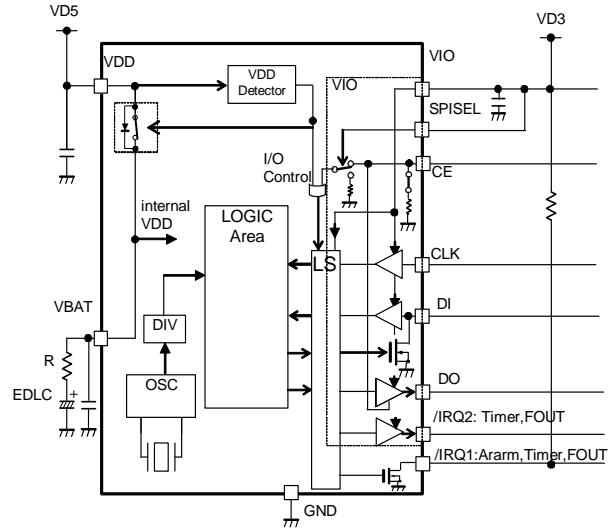 VD5
VD3
VDD
VIO
VDD
Detector
VIO
SPISEL
I/O
Control
CE
internal
VDD
LOGIC
Area
LS
CLK
VBAT
DI
DIV
R
EDLC
+
OSC
DO
/IRQ2: Timer,FOUT
/IRQ1:Ararm,Timer,FOUT
GND